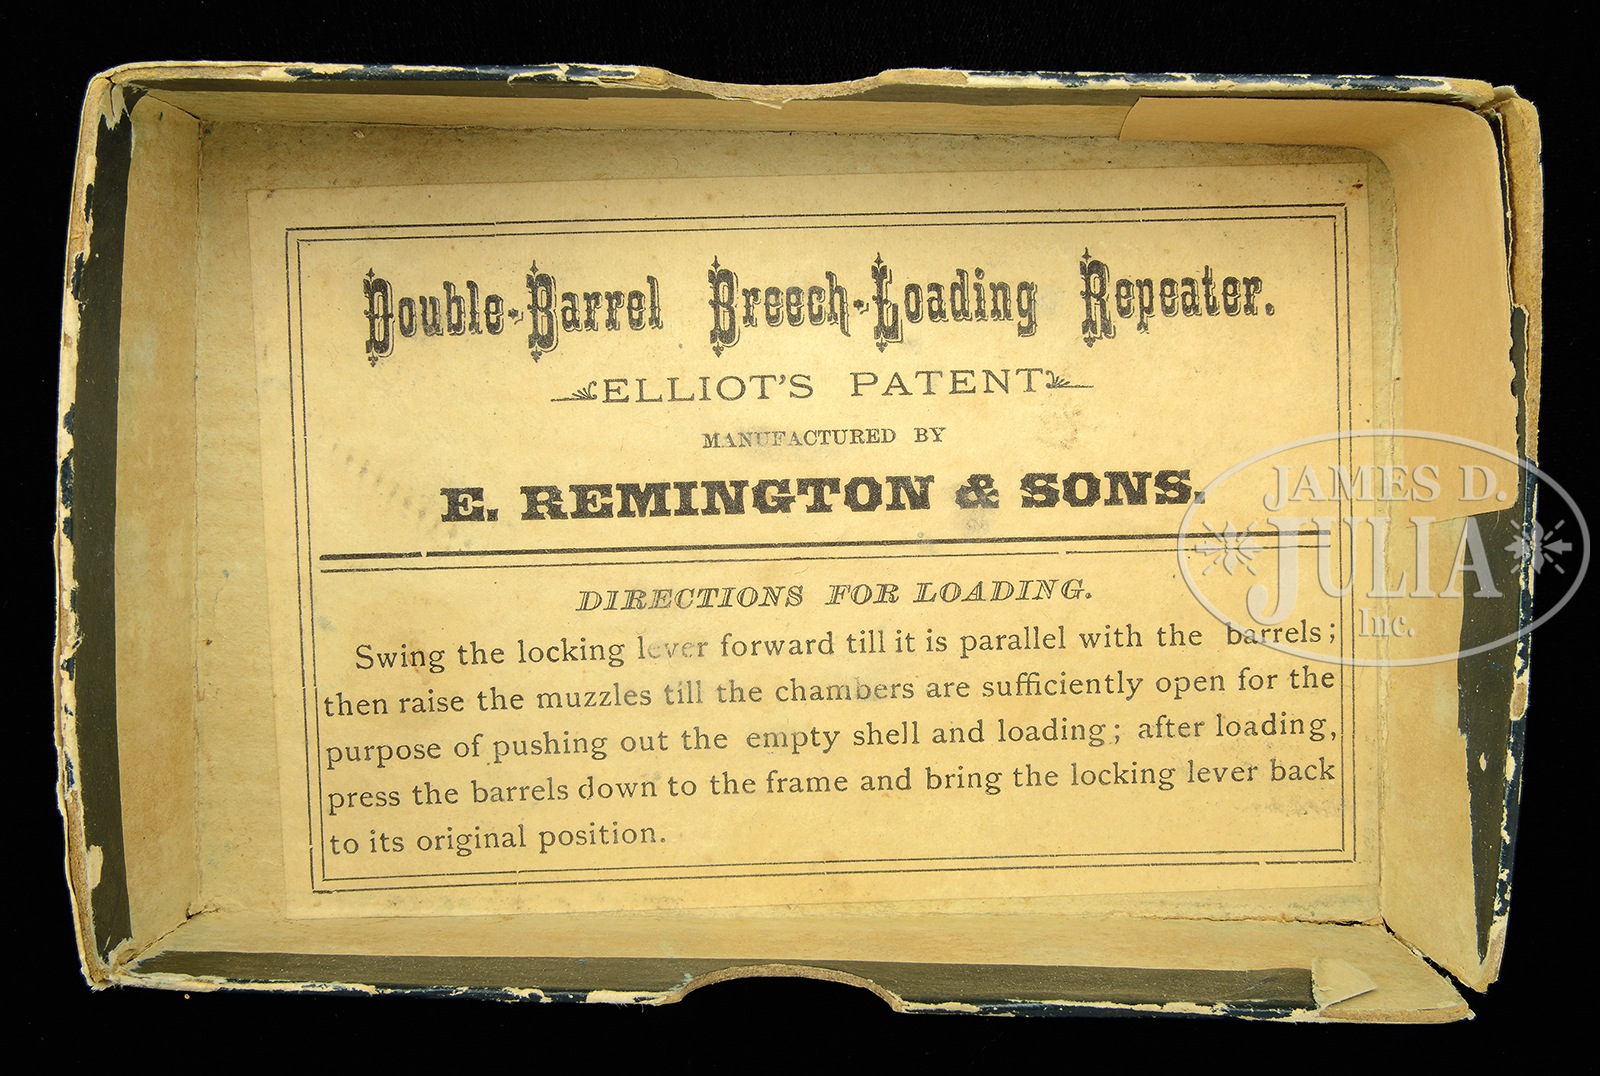 Double-Barrel Breech-Loading Repeater.
ELLIOT'S PATENT
MANUFACTURED BY
E. REMINGTON & SONS.
DIRECTIONS FOR LOADING.
Swing the locking lever forward till it is parallel with the barrels;
then raise the muzzles till the chambers are sufficiently open for the
purpose of pushing out the empty shell and loading; after loading,
press the barrels down to the frame and bring the locking lever back
to its original position.
JAMES D.
JULIA
Inc.